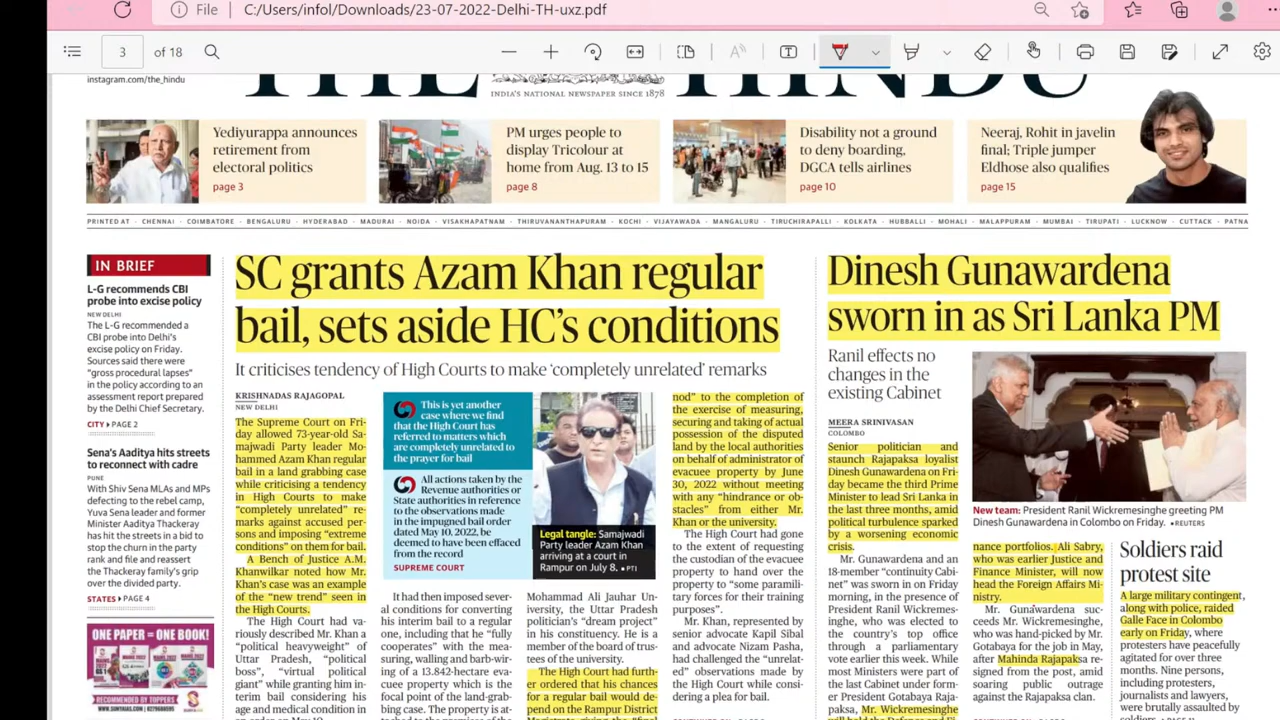 File
C:/Users/infol/Downloads/23-07-2022-Delhi-TH-uxz.pdf
3
of 18
instagram.com/the_hindu
THE HINDU
INDIA'S NATIONAL NEWSPAPER SINCE 1878
Yediyurappa announces
retirement from
electoral politics
page 3
PM urges people to
display Tricolour at
home from Aug. 13 to 15
page 8
Disability not a ground
to deny boarding,
DGCA tells airlines
page 10
Neeraj, Rohit in javelin
final; Triple jumper
Eldhose also qualifies
page 15
PRINTED AT · CHENNAI · COIMBATORE · BENGALURU · HYDERABAD · MADURAI · NOIDA · VISAKHAPATNAM · THIRUVANANTHAPURAM · KOCHI · VIJAYAWADA · MANGALURU · TIRUCHIRAPALLI · KOLKATA · HUBBALLI · MOHALI · MALAPPURAM · MUMBAI · TIRUPATI · LUCKNOW · CUTTACK · PATNA
IN BRIEF
L-G recommends CBI
probe into excise policy
NEW DELHI
The L-G recommended a
CBI probe into Delhi's
excise policy on Friday.
Sources said there were
"gross procedural lapses"
in the policy according to an
assessment report prepared
by the Delhi Chief Secretary.
CITY PAGE 2
Sena's Aaditya hits streets
to reconnect with cadre
PUNE
With Shiv Sena MLAs and MPs
defecting to the rebel camp,
Yuva Sena leader and former
Minister Aaditya Thackeray
has hit the streets in a bid to
stop the churn in the party
rank and file and reassert
the Thackeray family's grip
over the divided party.
STATES PAGE 4
ONE PAPER = ONE BOOK!
RECOMMENDED BY TOPPERS
SC grants Azam Khan regular
bail, sets aside HC's conditions
It criticises tendency of High Courts to make 'completely unrelated' remarks
KRISHNADAS RAJAGOPAL
NEW DELHI
The Supreme Court on Fri-
day allowed 73-year-old Sa-
majwadi Party leader Mo-
hammed Azam Khan regular
bail in a land grabbing case
while criticising a tendency
in High Courts to make
"completely unrelated" re-
marks against accused per-
sons and imposing "extreme
conditions" on them for bail.
A Bench of Justice A.M.
Khanwilkar noted how Mr.
Khan's case was an example
of the "new trend" seen in
the High Courts.
The High Court had va-
riously described Mr. Khan a
"political heavyweight" of
Uttar Pradesh, "political
boss", "virtual political
giant" while granting him in-
terim bail considering his
age and medical condition in
an order on May 10.
This is yet another
case where we find
that the High Court has
referred to matters which
are completely unrelated to
the prayer for bail
All actions taken by the
Revenue authorities or
State authorities in reference
to the observations made
in the impugned bail order
dated May 10, 2022, be
deemed to have been effaced
from the record
SUPREME COURT
Legal tangle: Samajwadi
Party leader Azam Khan
arriving at a court in
Rampur on July 8. • PTI
It had then imposed sever-
al conditions for converting
his interim bail to a regular
one, including that he "fully
cooperates" with the mea-
suring, walling and barb-wir-
ing of a 13.842-hectare eva-
cuee property which is the
focal point of the land-grab-
bing case. The property is at-
Mohammad Ali Jauhar Un-
iversity, the Uttar Pradesh
politician's "dream project"
in his constituency. He is a
member of the board of trus-
tees of the university.
The High Court had furth-
er ordered that his chances
for a regular bail would de-
pend on the Rampur District
nod" to the completion of
the exercise of measuring,
securing and taking of actual
possession of the disputed
land by the local authorities
on behalf of administrator of
evacuee property by June
30, 2022 without meeting
with any "hindrance or ob-
stacles" from either Mr.
Khan or the university.
The High Court had gone
to the extent of requesting
the custodian of the evacuee
property to hand over the
property to "some paramili-
tary forces for their training
purposes".
Mr. Khan, represented by
senior advocate Kapil Sibal
and advocate Nizam Pasha,
had challenged the "unrelat-
ed" observations made by
the High Court while consi-
dering a plea for bail.
Dinesh Gunawardena
sworn in as Sri Lanka PM
Ranil effects no
changes in the
existing Cabinet
MEERA SRINIVASAN
COLOMBO
Senior politician and
staunch Rajapaksa loyalist
Dinesh Gunawardena on Fri-
day became the third Prime
Minister to lead Sri Lanka in
the last three months, amid
political turbulence sparked
by a worsening economic
crisis.
Mr. Gunawardena and an
18-member "continuity Cabi-
net" was sworn in on Friday
morning, in the presence of
President Ranil Wickremes-
inghe, who was elected to
the country's top office
through a parliamentary
vote earlier this week. While
most Ministers were part of
the last Cabinet under form-
er President Gotabaya Raja-
paksa, Mr. Wickremesinghe
New team: President Ranil Wickremesinghe greeting PM
Dinesh Gunawardena in Colombo on Friday. • REUTERS
nance portfolios. Ali Sabry,
who was earlier Justice and
Finance Minister, will now
head the Foreign Affairs Mi-
nistry.
Mr. Gunawardena suc-
ceeds Mr. Wickremesinghe,
who was hand-picked by Mr.
Gotabaya for the job in May,
after Mahinda Rajapaksa re-
signed from the post, amid
soaring public outrage
against the Rajapaksa clan.
Soldiers raid
protest site
A large military contingent,
along with police, raided
Galle Face in Colombo
early on Friday, where
protesters have peacefully
agitated for over three
months. Nine persons,
including protesters,
journalists and lawyers,
were brutally assaulted by